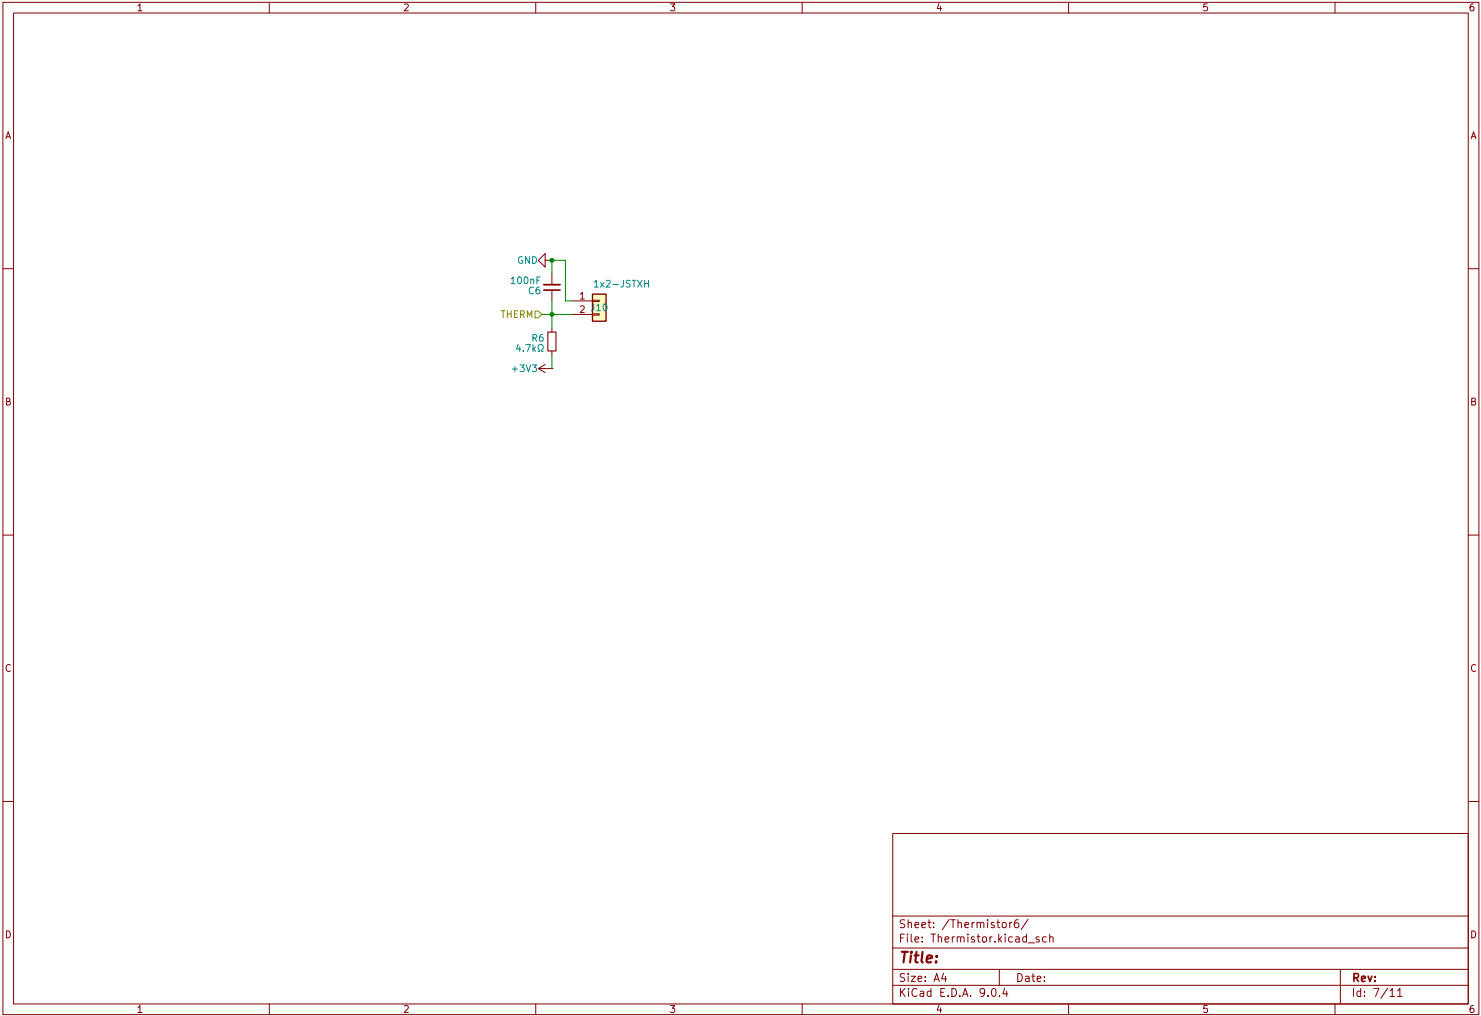 1 2 3 4 5 6
A A
GND
100nF
C6
1x2-JSTXH
1
J10
2
THERM
R6
4.7kΩ
+3V3
B B
C C
Sheet: /Thermistor6/
File: Thermistor.kicad_sch
D D
Title:
Size: A4 Date: Rev:
KiCad E.D.A. 9.0.4 Id: 7/11
1 2 3 4 5 6